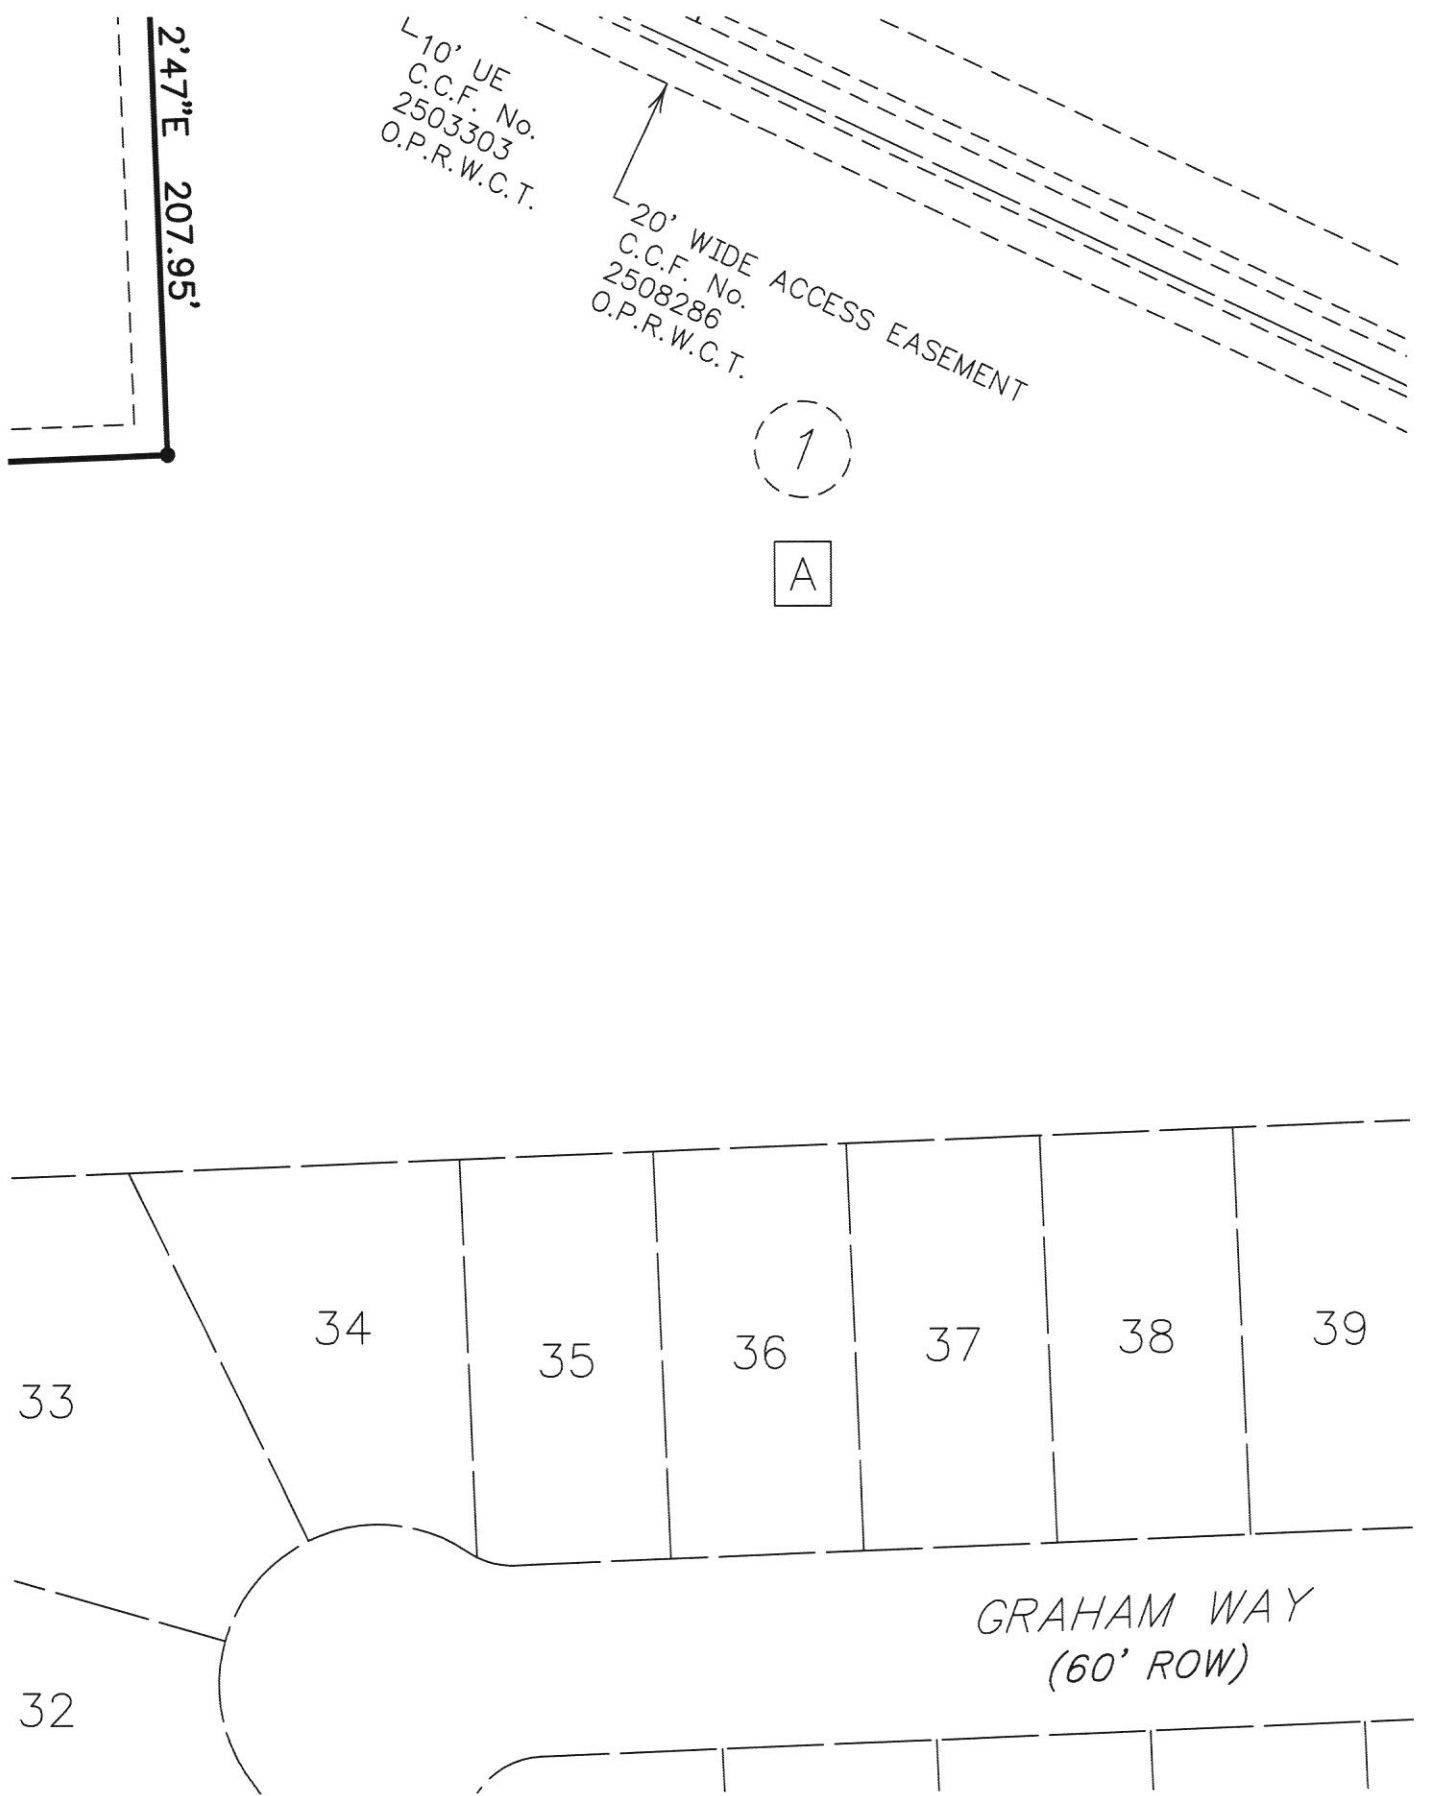 2'47"E 207.95'
10' UE
C.C.F. No.
2503303
O.P.R.W.C.T.
20' WIDE ACCESS EASEMENT
C.C.F. No.
2508286
O.P.R.W.C.T.
1
A
34
35
36
37
38
39
33
32
GRAHAM WAY
(60' ROW)